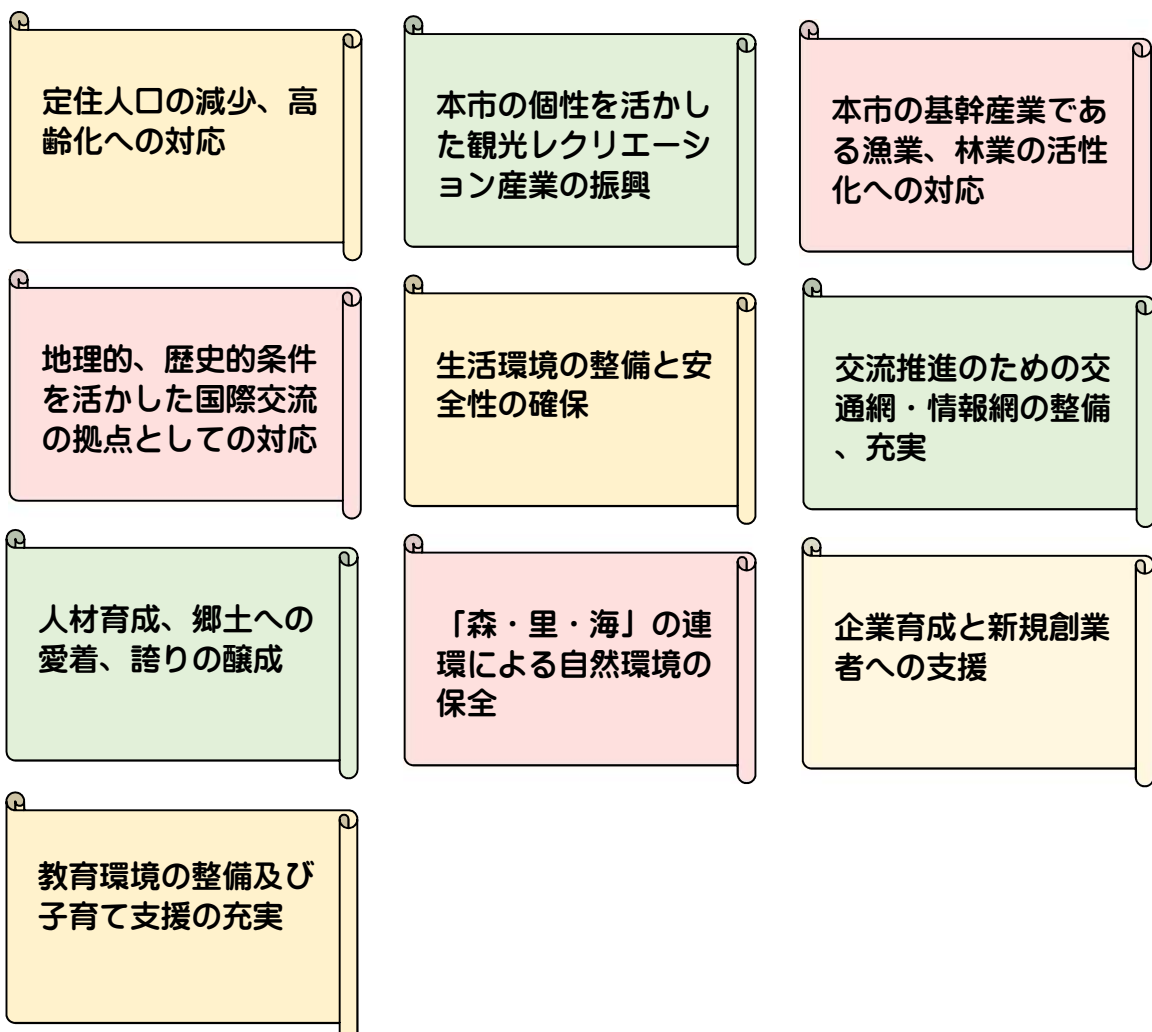 定住人口の減少、高
齢化への対応
本市の個性を活かし
た観光レクリエーシ
ョン産業の振興
本市の基幹産業であ
る漁業、林業の活性
化への対応
地理的、歴史的条件
を活かした国際交流
の拠点としての対応
生活環境の整備と安
全性の確保
交流推進のための交
通網・情報網の整備
、充実
人材育成、郷土への
愛着、誇りの醸成
「森・里・海」の連
環による自然環境の
保全
企業育成と新規創業
者への支援
教育環境の整備及び
子育て支援の充実